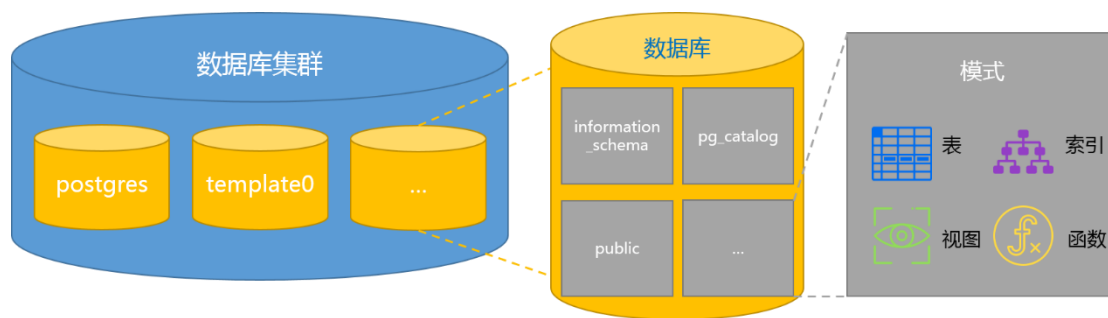 数据库集群
postgres
template0
...
数据库
information
_schema
pg_catalog
public
...
模式
表
索引
视图
函数